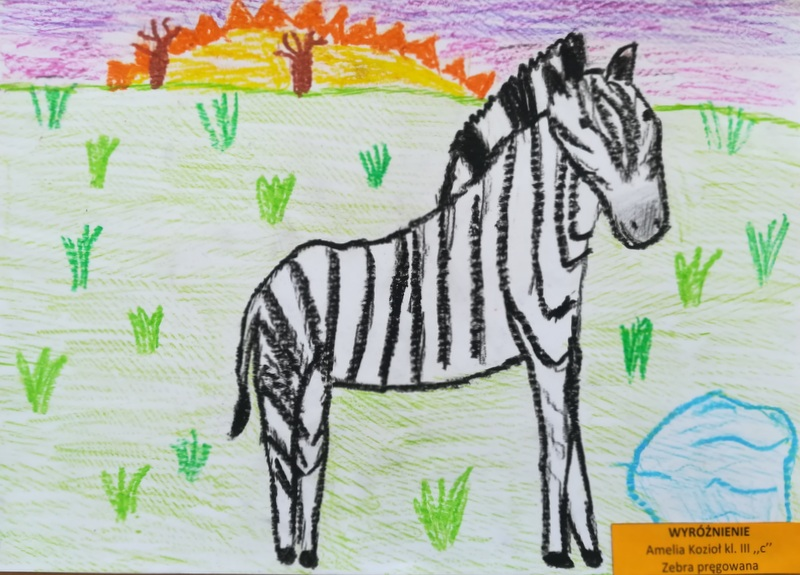 WYRÓŻNIENIE
Amelia Kozioł kl. III ,,c''
Zebra pręgowana